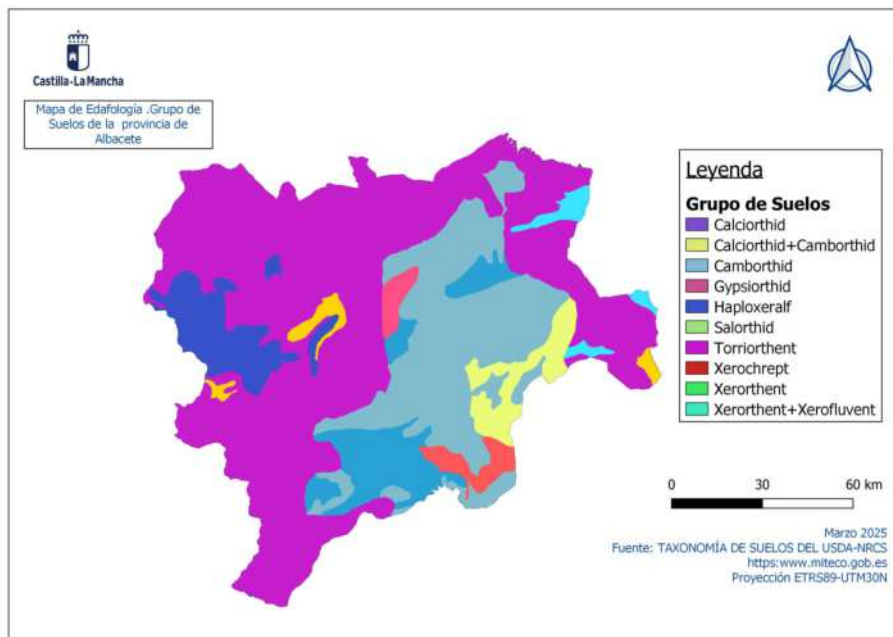 Castilla-La Mancha
Mapa de Edafología .Grupo de
Suelos de la provincia de
Albacete
Leyenda
Grupo de Suelos
Calciorthid
Calciorthid+Camborthid
Camborthid
Gypsiorthid
Haploxeralf
Salorthid
Torriorthent
Xerochrept
Xerorthent
Xerorthent+Xerofluvent
0 30 60 km
Marzo 2025
Fuente: TAXONOMÍA DE SUELOS DEL USDA-NRCS
https:www.miteco.gob.es
Proyección ETRS89-UTM30N